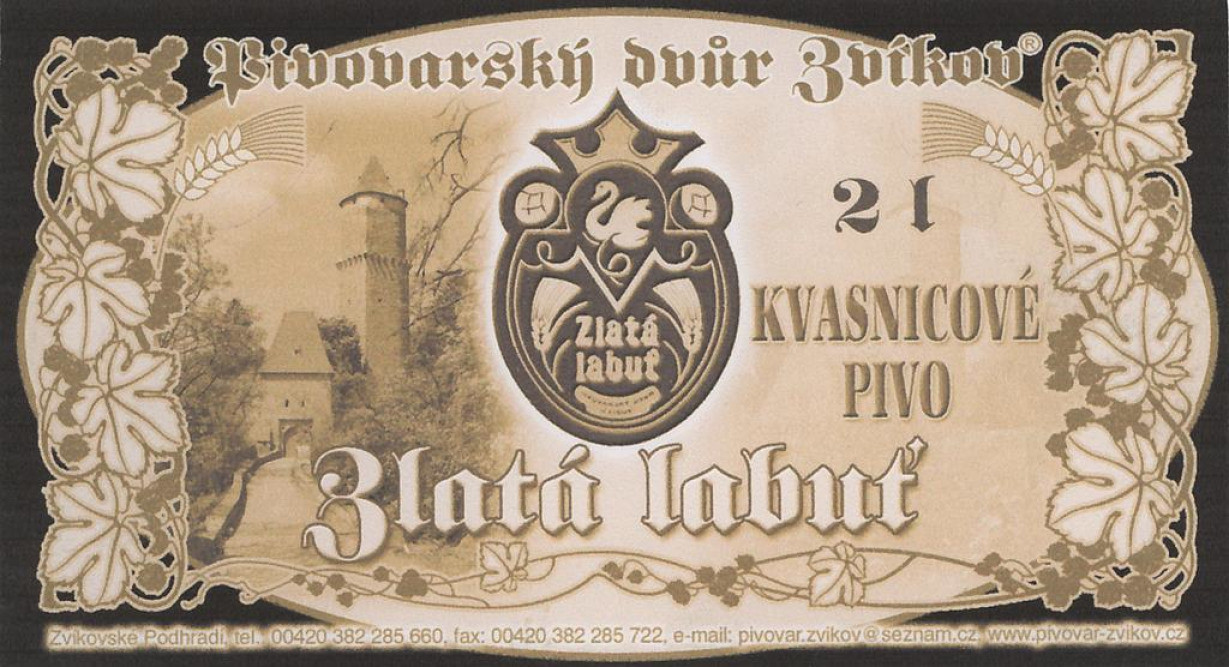 Pivovarský dvůr Zvíkov®
2 l
KVASNICOVÉ
PIVO
Zlatá
labuť
Zlatá labuť
Zvíkovské Podhradí, tel. 00420 382 285 660, fax: 00420 382 285 722, e-mail: pivovar.zvikov@seznam.cz, www.pivovar-zvikov.cz